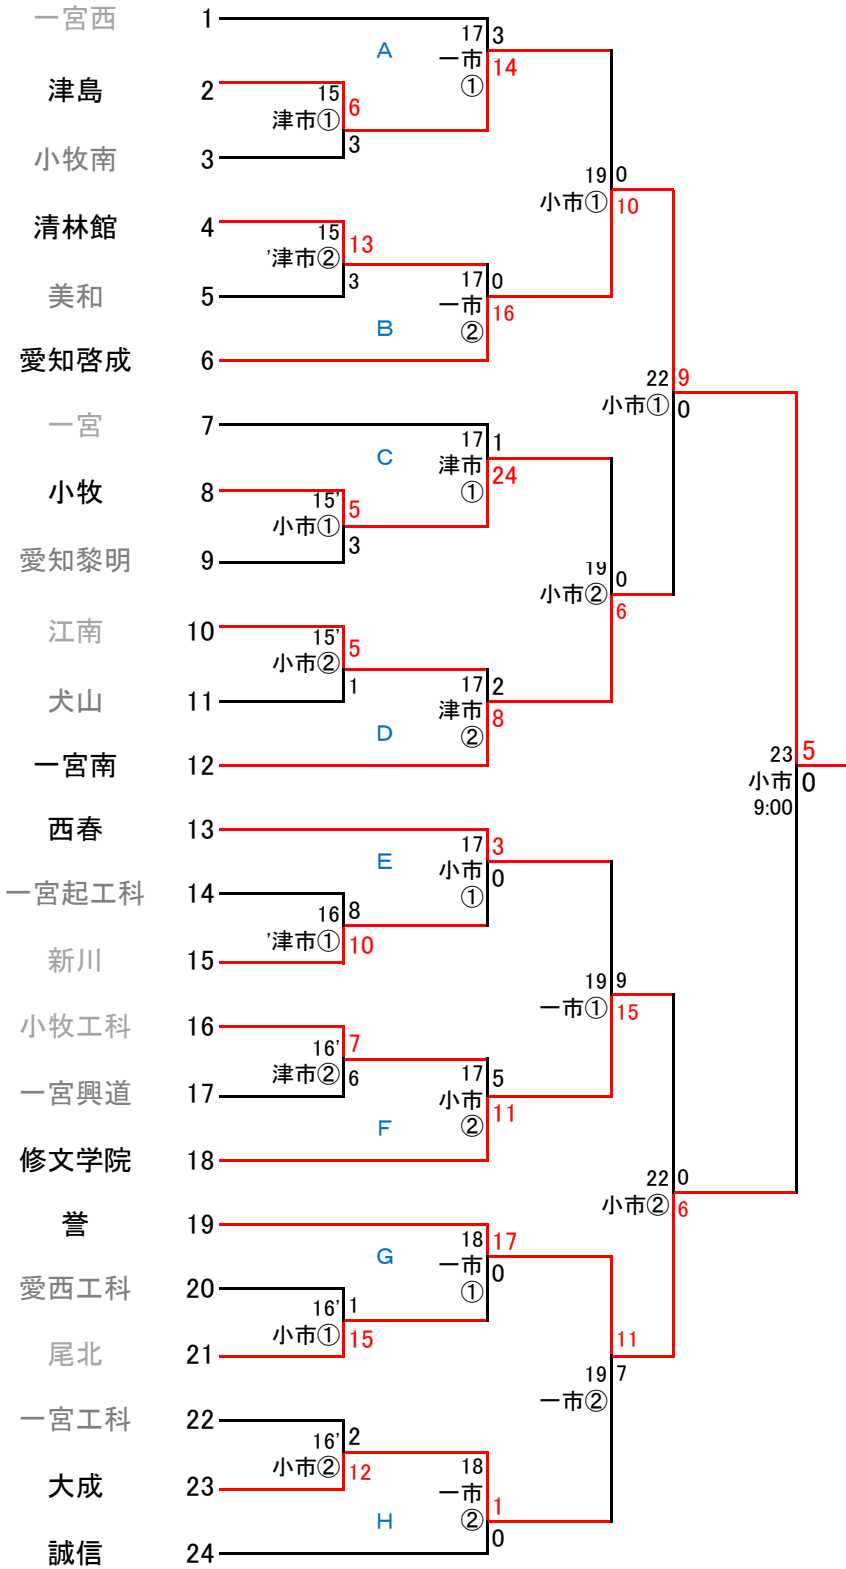 一宮西 1
17 3
A 一市 14
①
津島 2
15 6
津市①
3
小牧南 3
19 0
小市① 10
清林館 4
15 13
'津市②
3
17 0
美和 5
一市 16
B ②
愛知啓成 6
22 9
小市① 0
一宮 7
17 1
C 津市 24
①
小牧 8
15' 5
小市①
3
愛知黎明 9
19 0
小市② 6
江南 10
15' 5
小市②
1
17 2
犬山 11
津市 8
D ②
一宮南 12
23 5
小市 0
9:00
西春 13
17 3
E 小市 0
①
一宮起工科 14
16 8
'津市① 10
新川 15
19 9
一市① 15
小牧工科 16
16' 7
津市② 6
17 5
一宮興道 17
小市 11
F ②
修文学院 18
22 0
小市② 6
誉 19
18 17
G 一市 0
①
愛西工科 20
16' 1
小市① 15
尾北 21
11
19 7
一市②
一宮工科 22
16' 2
小市② 12
18
大成 23
一市 1
H ② 0
誠信 24